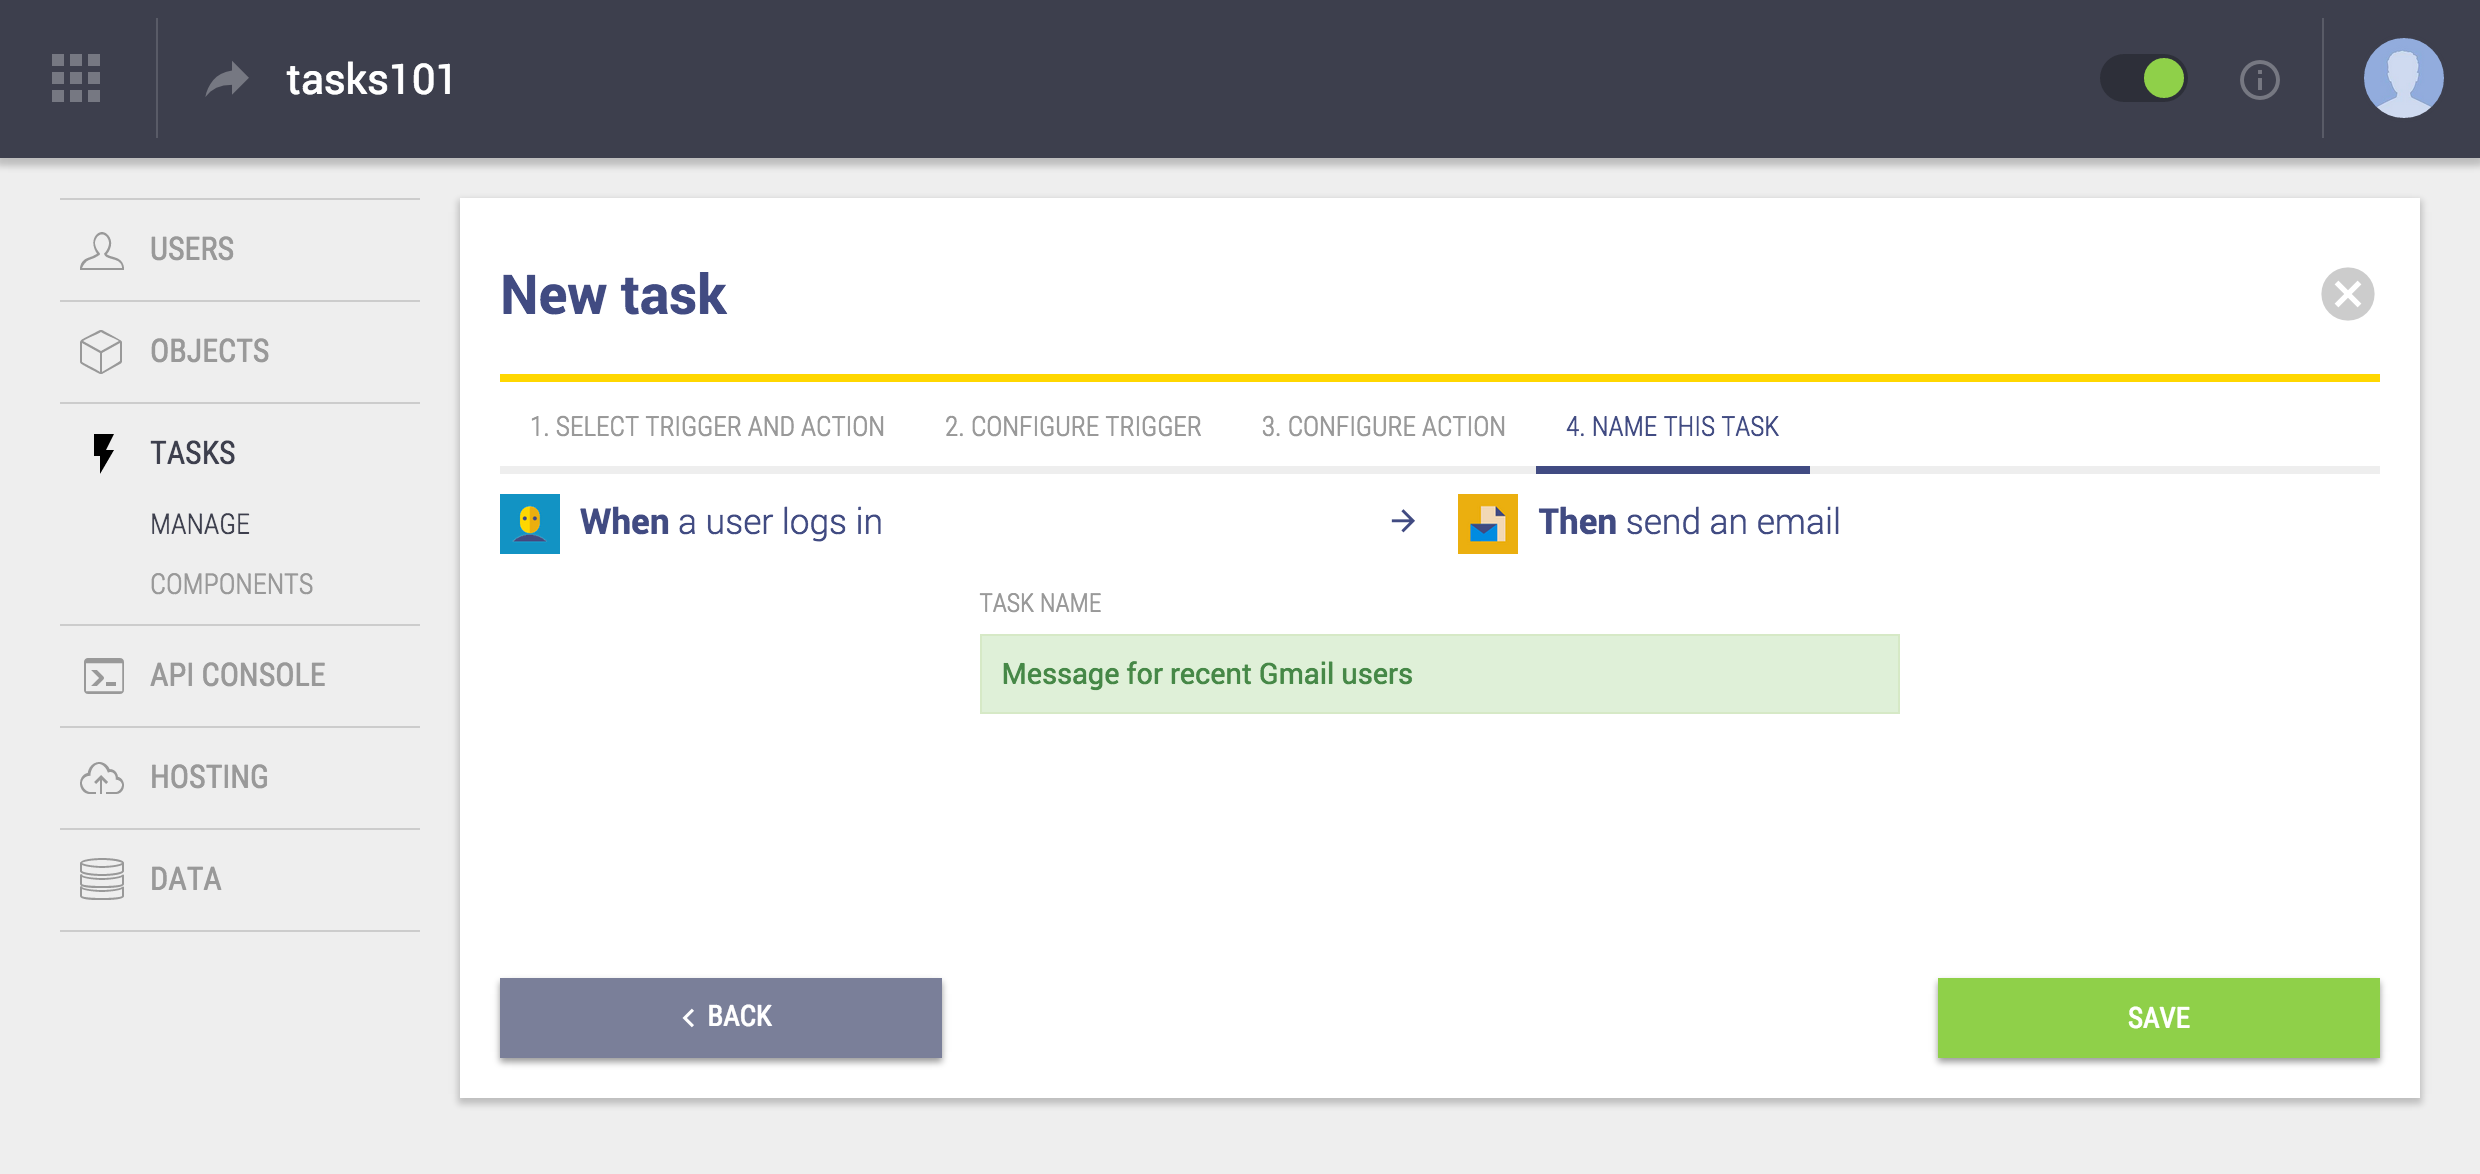 tasks101
USERS
OBJECTS
TASKS
MANAGE
COMPONENTS
API CONSOLE
HOSTING
DATA
New task
1. SELECT TRIGGER AND ACTION
2. CONFIGURE TRIGGER
3. CONFIGURE ACTION
4. NAME THIS TASK
When a user logs in
Then send an email
TASK NAME
Message for recent Gmail users
BACK
SAVE